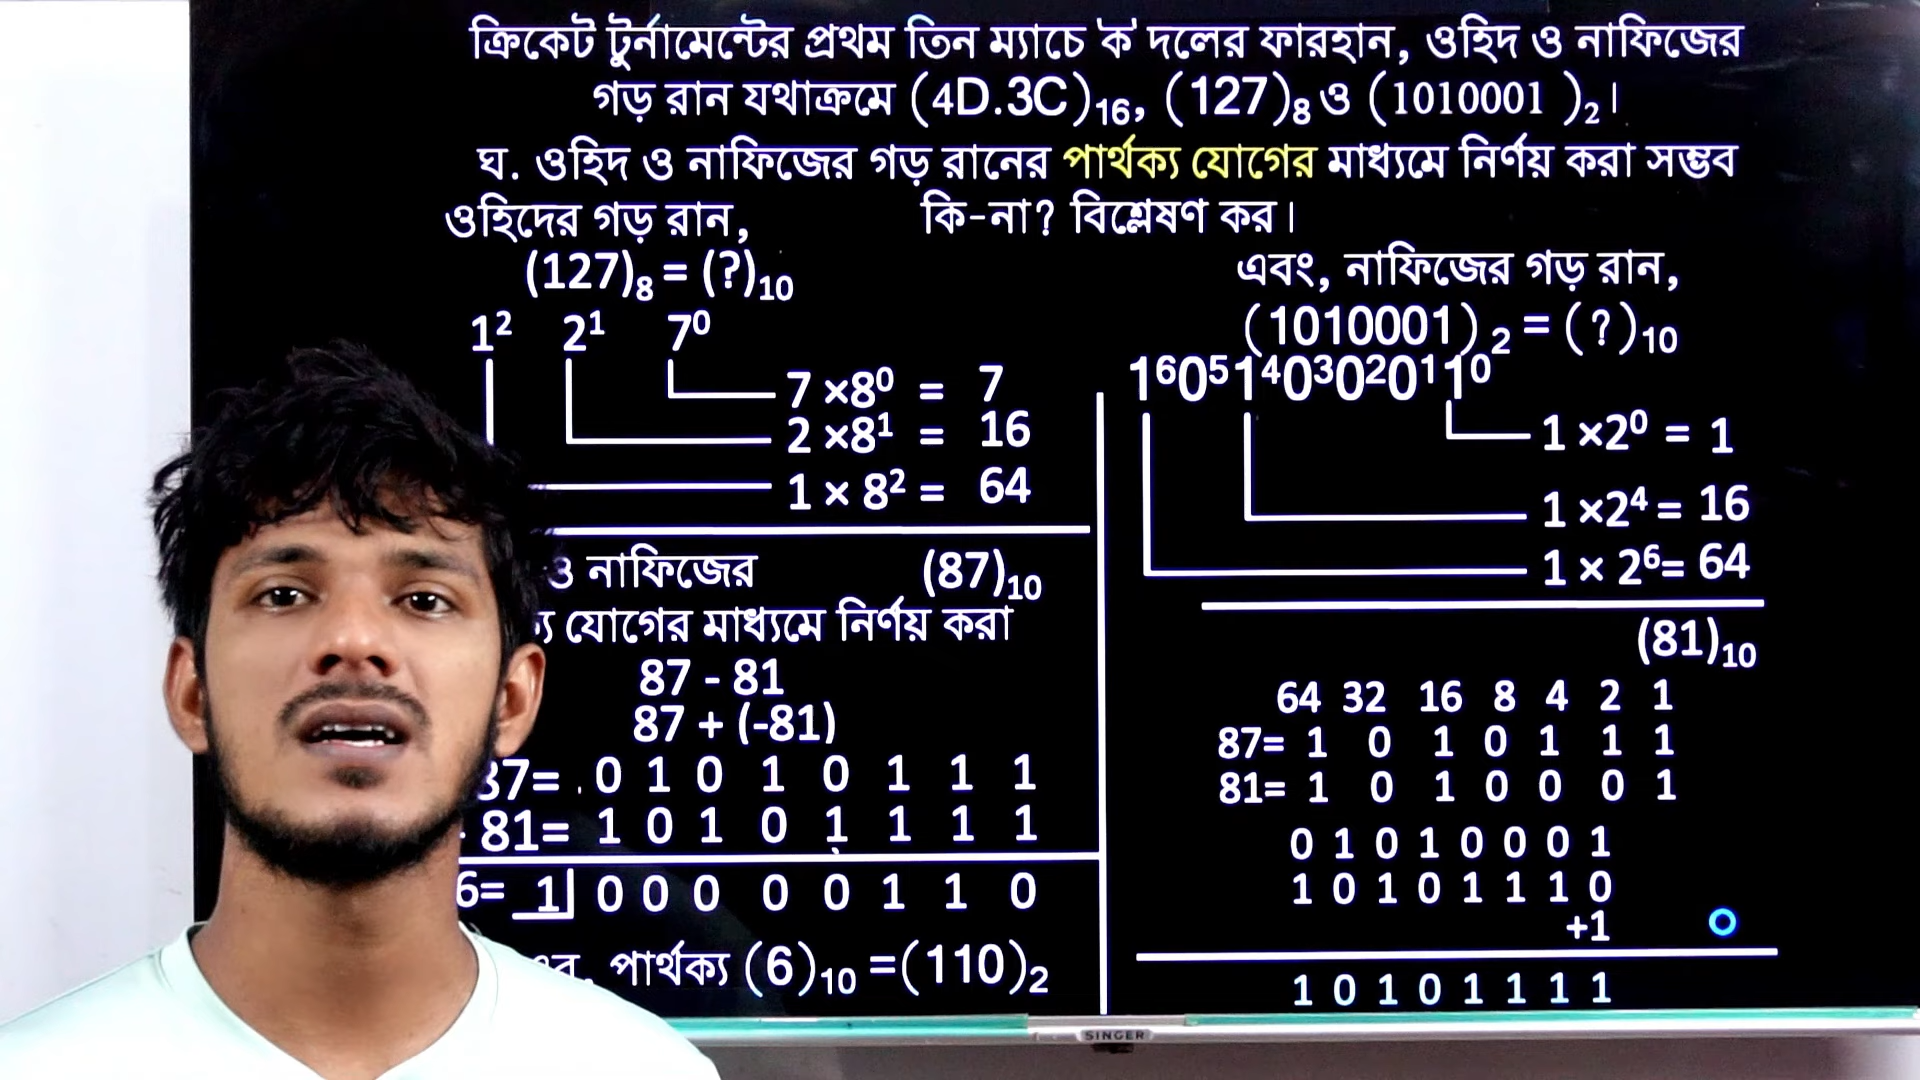 ক্রিকেট টুর্নামেন্টের প্রথম তিন ম্যাচে 'ক' দলের ফারহান, ওহিদ ও নাফিজের
গড় রান যথাক্রমে (4D.3C)₁₆, (127)₈ ও (1010001 )₂।
ঘ. ওহিদ ও নাফিজের গড় রানের পার্থক্য যোগের মাধ্যমে নির্ণয় করা সম্ভব
কি-না? বিশ্লেষণ কর।
ওহিদের গড় রান,
(127)₈ = (?)₁₀
1² 2¹ 7⁰
7 ×8⁰ = 7
2 ×8¹ = 16
1 × 8² = 64
(87)₁₀
এবং, নাফিজের গড় রান,
(1010001)₂ = (?)₁₀
1⁶0⁵1⁴0³0²0¹1⁰
1 ×2⁰ = 1
1 ×2⁴ = 16
1 × 2⁶= 64
(81)₁₀
64 32 16 8 4 2 1
87= 1 0 1 0 1 1 1
81= 1 0 1 0 0 0 1
0 1 0 1 0 0 0 1
1 0 1 0 1 1 1 0
+1
1 0 1 0 1 1 1 1
ও নাফিজের
যোগের মাধ্যমে নির্ণয় করা
87 - 81
87 + (-81)
87= 0 1 0 1 0 1 1 1
81= 1 0 1 0 1 1 1 1
6= 1 0 0 0 0 0 1 1 0
পার্থক্য (6)₁₀ =(110)₂
SINGER